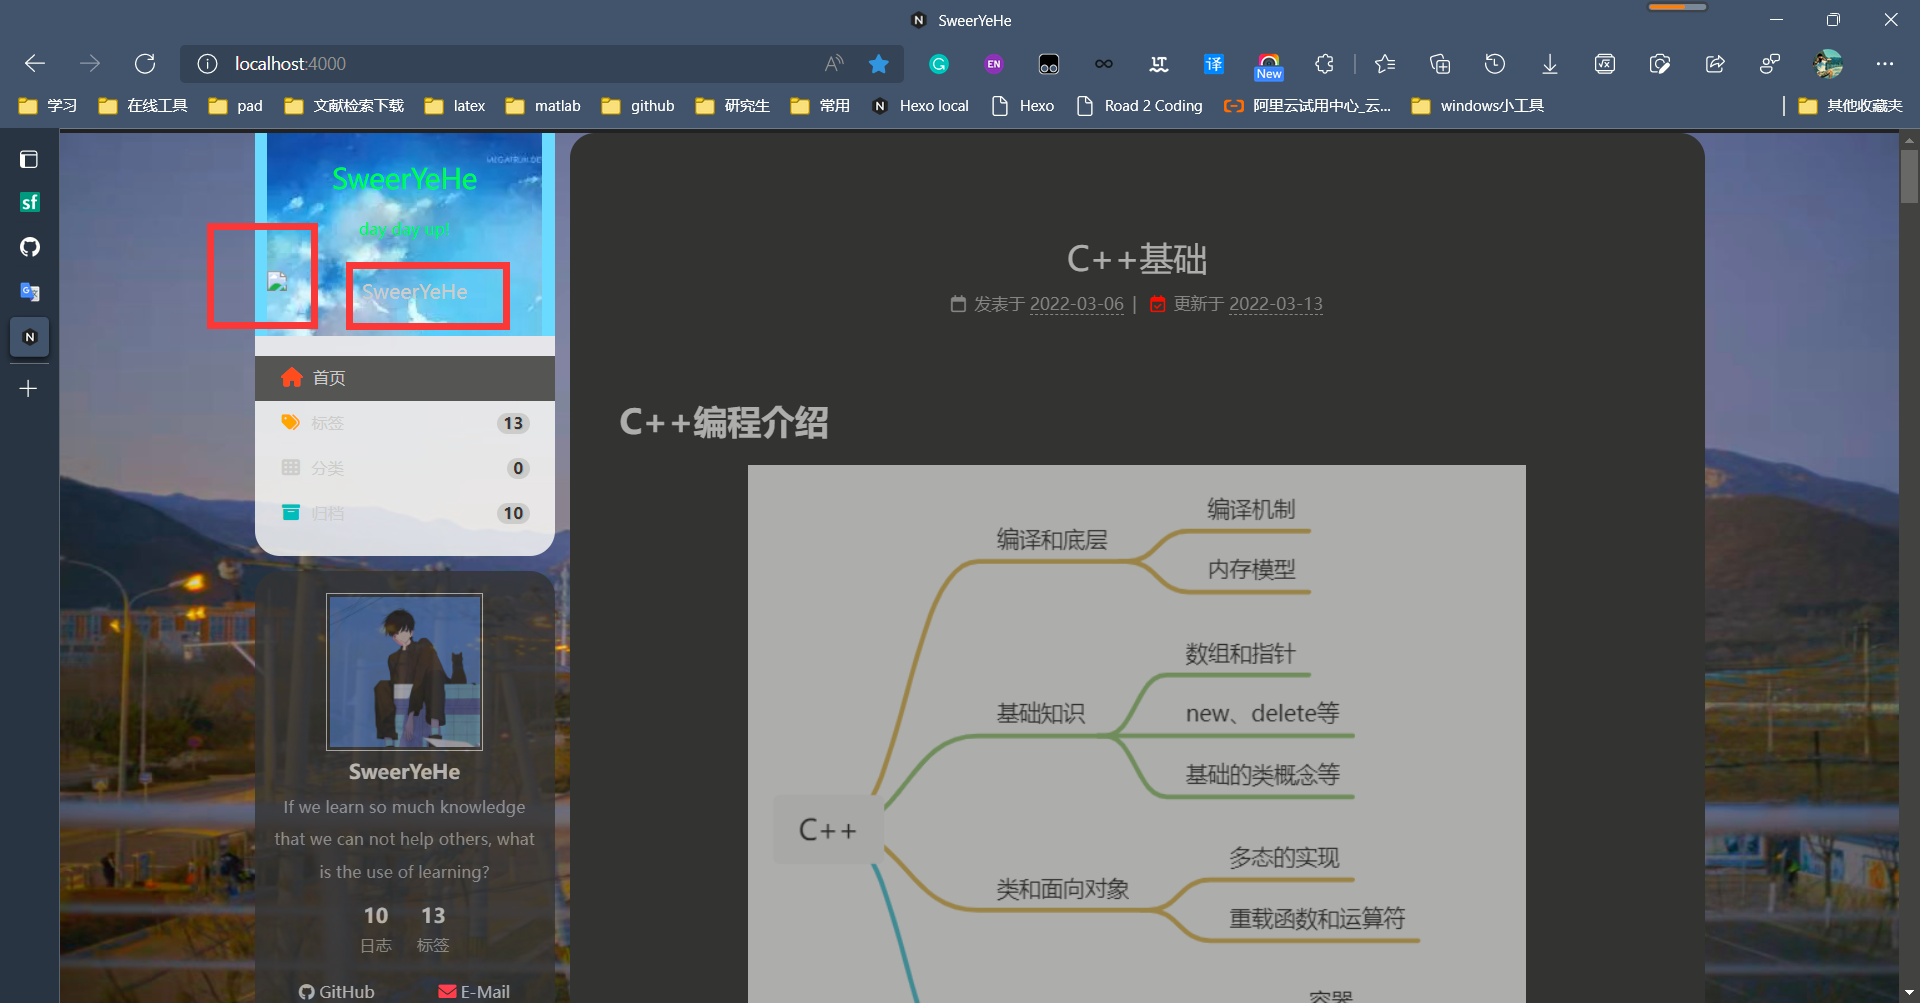 SweerYeHe
localhost:4000
EN
译
New
学习
在线工具
pad
文献检索下载
latex
matlab
github
研究生
常用
Hexo local
Hexo
Road 2 Coding
阿里云试用中心_云...
windows小工具
其他收藏夹
sf
SweerYeHe
day day up!
SweerYeHe
首页
标签 13
分类 0
归档 10
SweerYeHe
If we learn so much knowledge
that we can not help others, what
is the use of learning?
10 13
日志 标签
GitHub E-Mail
C++基础
发表于 2022-03-06 | 更新于 2022-03-13
C++编程介绍
编译机制
编译和底层
内存模型
数组和指针
基础知识
new、delete等
基础的类概念等
C++
多态的实现
类和面向对象
重载函数和运算符
容器